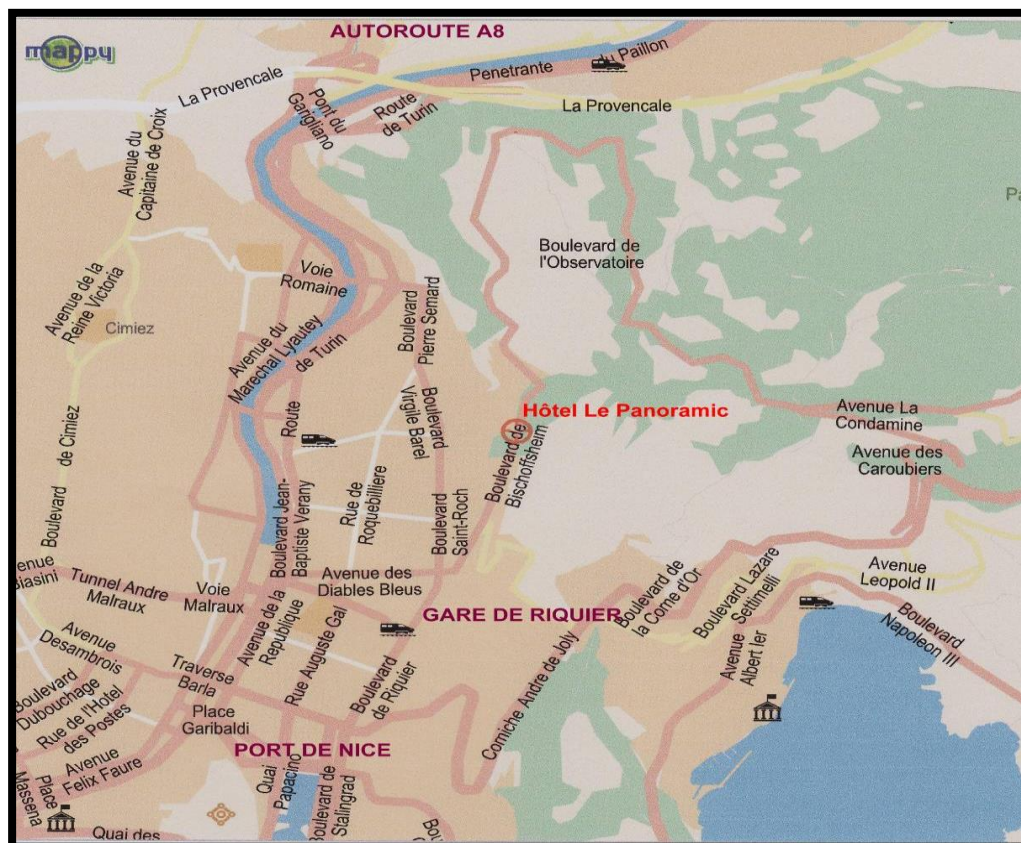 AUTOROUTE A8
mappy
La Provencale
Penetrante
du Paillon
Pont du
Garigliano
Route
de Turin
La Provencale
Avenue du
Capitaine de Croix
Boulevard de
l'Observatoire
Voie
Romaine
Avenue de la
Reine Victoria
Cimiez
Avenue du
Marechal Lyautey
de Turin
Boulevard
Pierre Semard
Hôtel Le Panoramic
Boulevard
Virgile Barel
Route
Avenue La
Condamine
Avenue des
Caroubiers
Boulevard de
Bischoffsheim
Boulevard
de Cimiez
Rue de
Roquebilliere
Boulevard
Saint-Roch
Boulevard Jean-
Baptiste Verany
Biasini
Tunnel Andre
Malraux
Voie
Malraux
Avenue des
Diables Bleus
Avenue
Leopold II
GARE DE RIQUIER
Boulevard de
la Corne d'Or
Boulevard Lazare
Settimelli
Boulevard
Napoleon III
Avenue
Desambrois
Avenue de la
Republique
Rue Auguste Gal
Boulevard
de Riquier
Corniche Andre de Joly
Avenue
Albert Ier
Traverse
Barla
Boulevard
Dubouchage
Rue de l'Hotel
des Postes
Place
Garibaldi
PORT DE NICE
Avenue
Felix Faure
Place
Massena
Quai
Papacino
Boulevard de
Stalingrad
Quai des